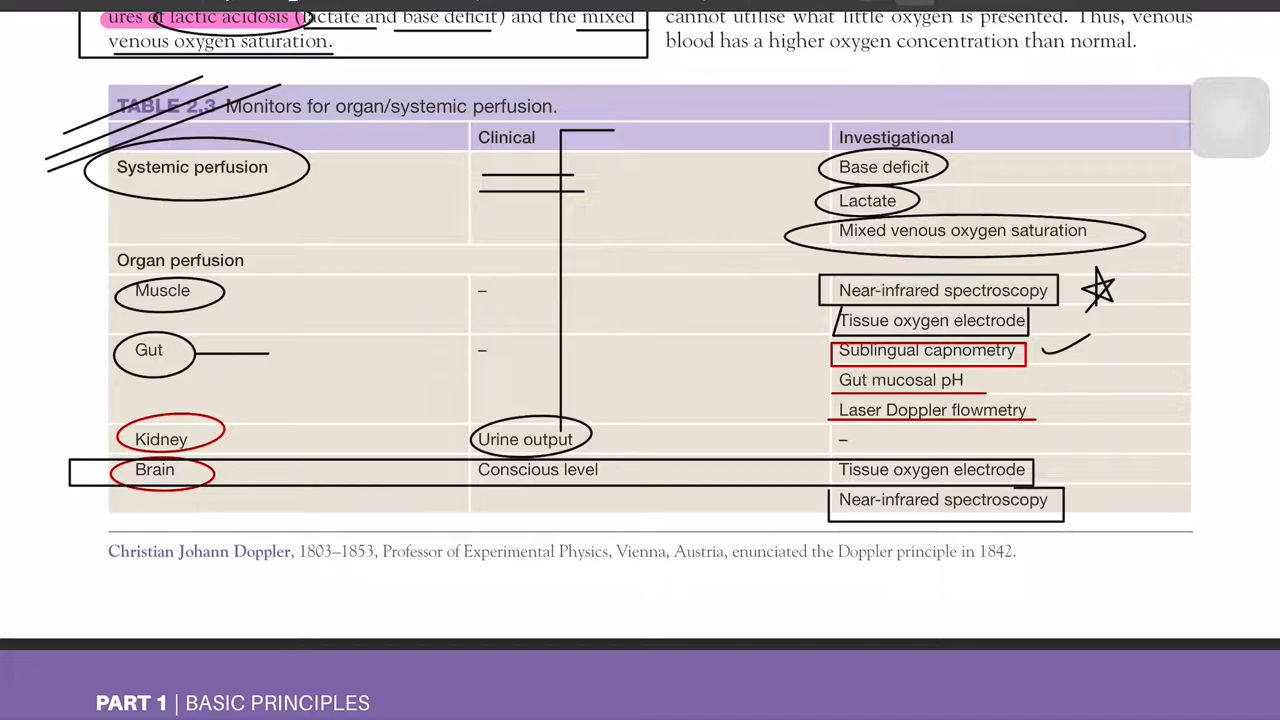 ures of lactic acidosis (lactate and base deficit) and the mixed
venous oxygen saturation.
cannot utilise what little oxygen is presented. Thus, venous
blood has a higher oxygen concentration than normal.
TABLE 2.3 Monitors for organ/systemic perfusion.
Clinical Investigational
Systemic perfusion Base deficit
Lactate
Mixed venous oxygen saturation
Organ perfusion
Muscle – Near-infrared spectroscopy
Tissue oxygen electrode
Gut – Sublingual capnometry
Gut mucosal pH
Laser Doppler flowmetry
Kidney Urine output –
Brain Conscious level Tissue oxygen electrode
Near-infrared spectroscopy
Christian Johann Doppler, 1803–1853, Professor of Experimental Physics, Vienna, Austria, enunciated the Doppler principle in 1842.
PART 1 | BASIC PRINCIPLES